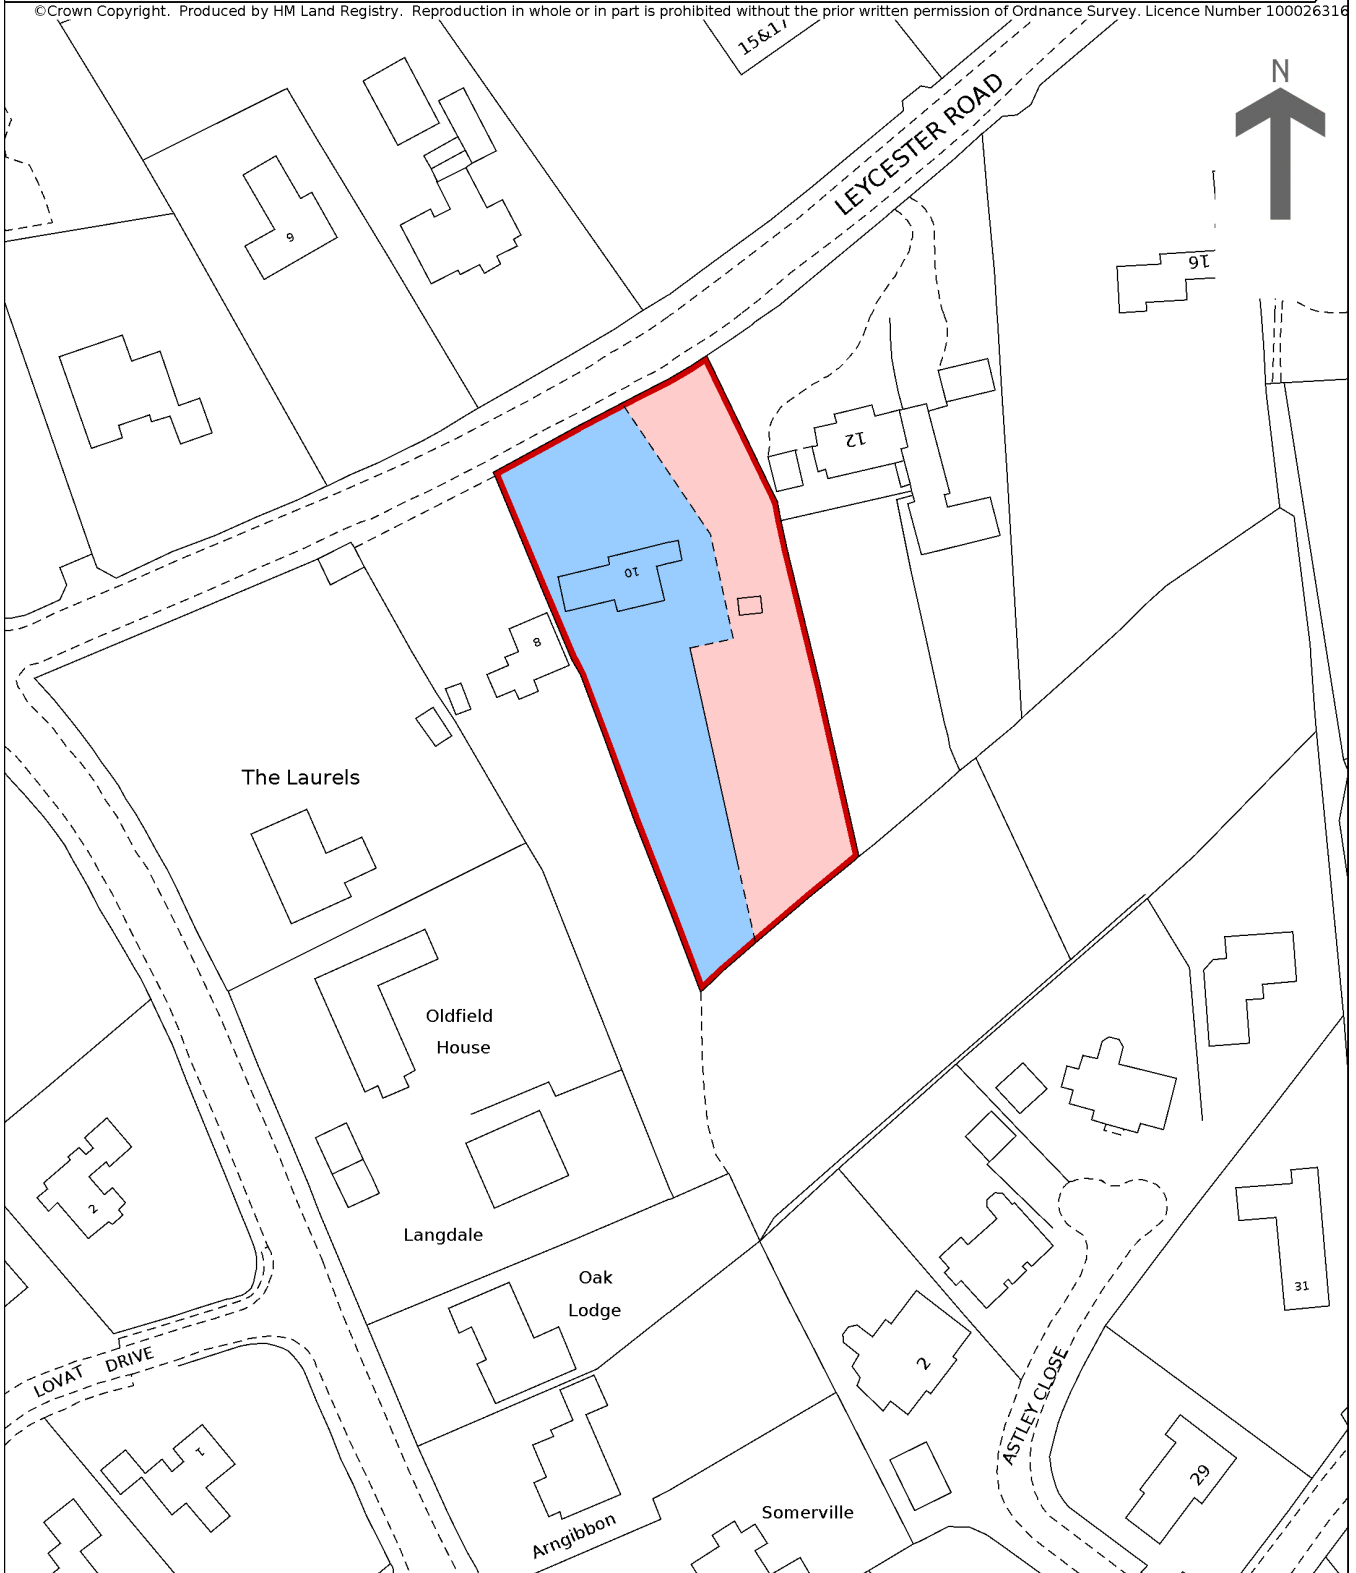 ©Crown Copyright. Produced by HM Land Registry. Reproduction in whole or in part is prohibited without the prior written permission of Ordnance Survey. Licence Number 100026316
15&17
N
LEYCESTER ROAD
9
16
12
10
8
The Laurels
Oldfield
House
2
Langdale
Oak
Lodge
31
LOVAT DRIVE
2
ASTLEY CLOSE
1
29
Somerville
Arngibbon